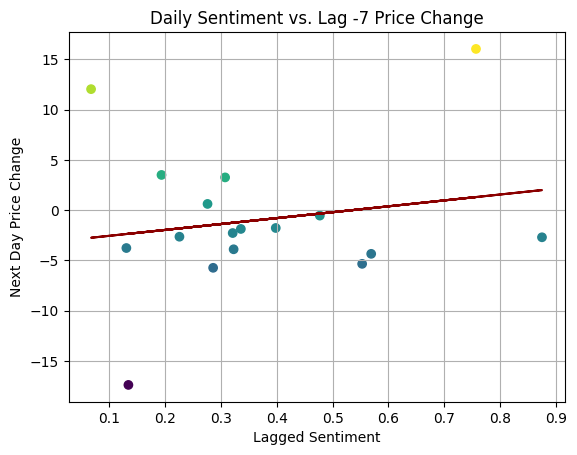 Daily Sentiment vs. Lag -7 Price Change
15
10
5
0
−5
−10
−15
Next Day Price Change
0.1 0.2 0.3 0.4 0.5 0.6 0.7 0.8 0.9
Lagged Sentiment